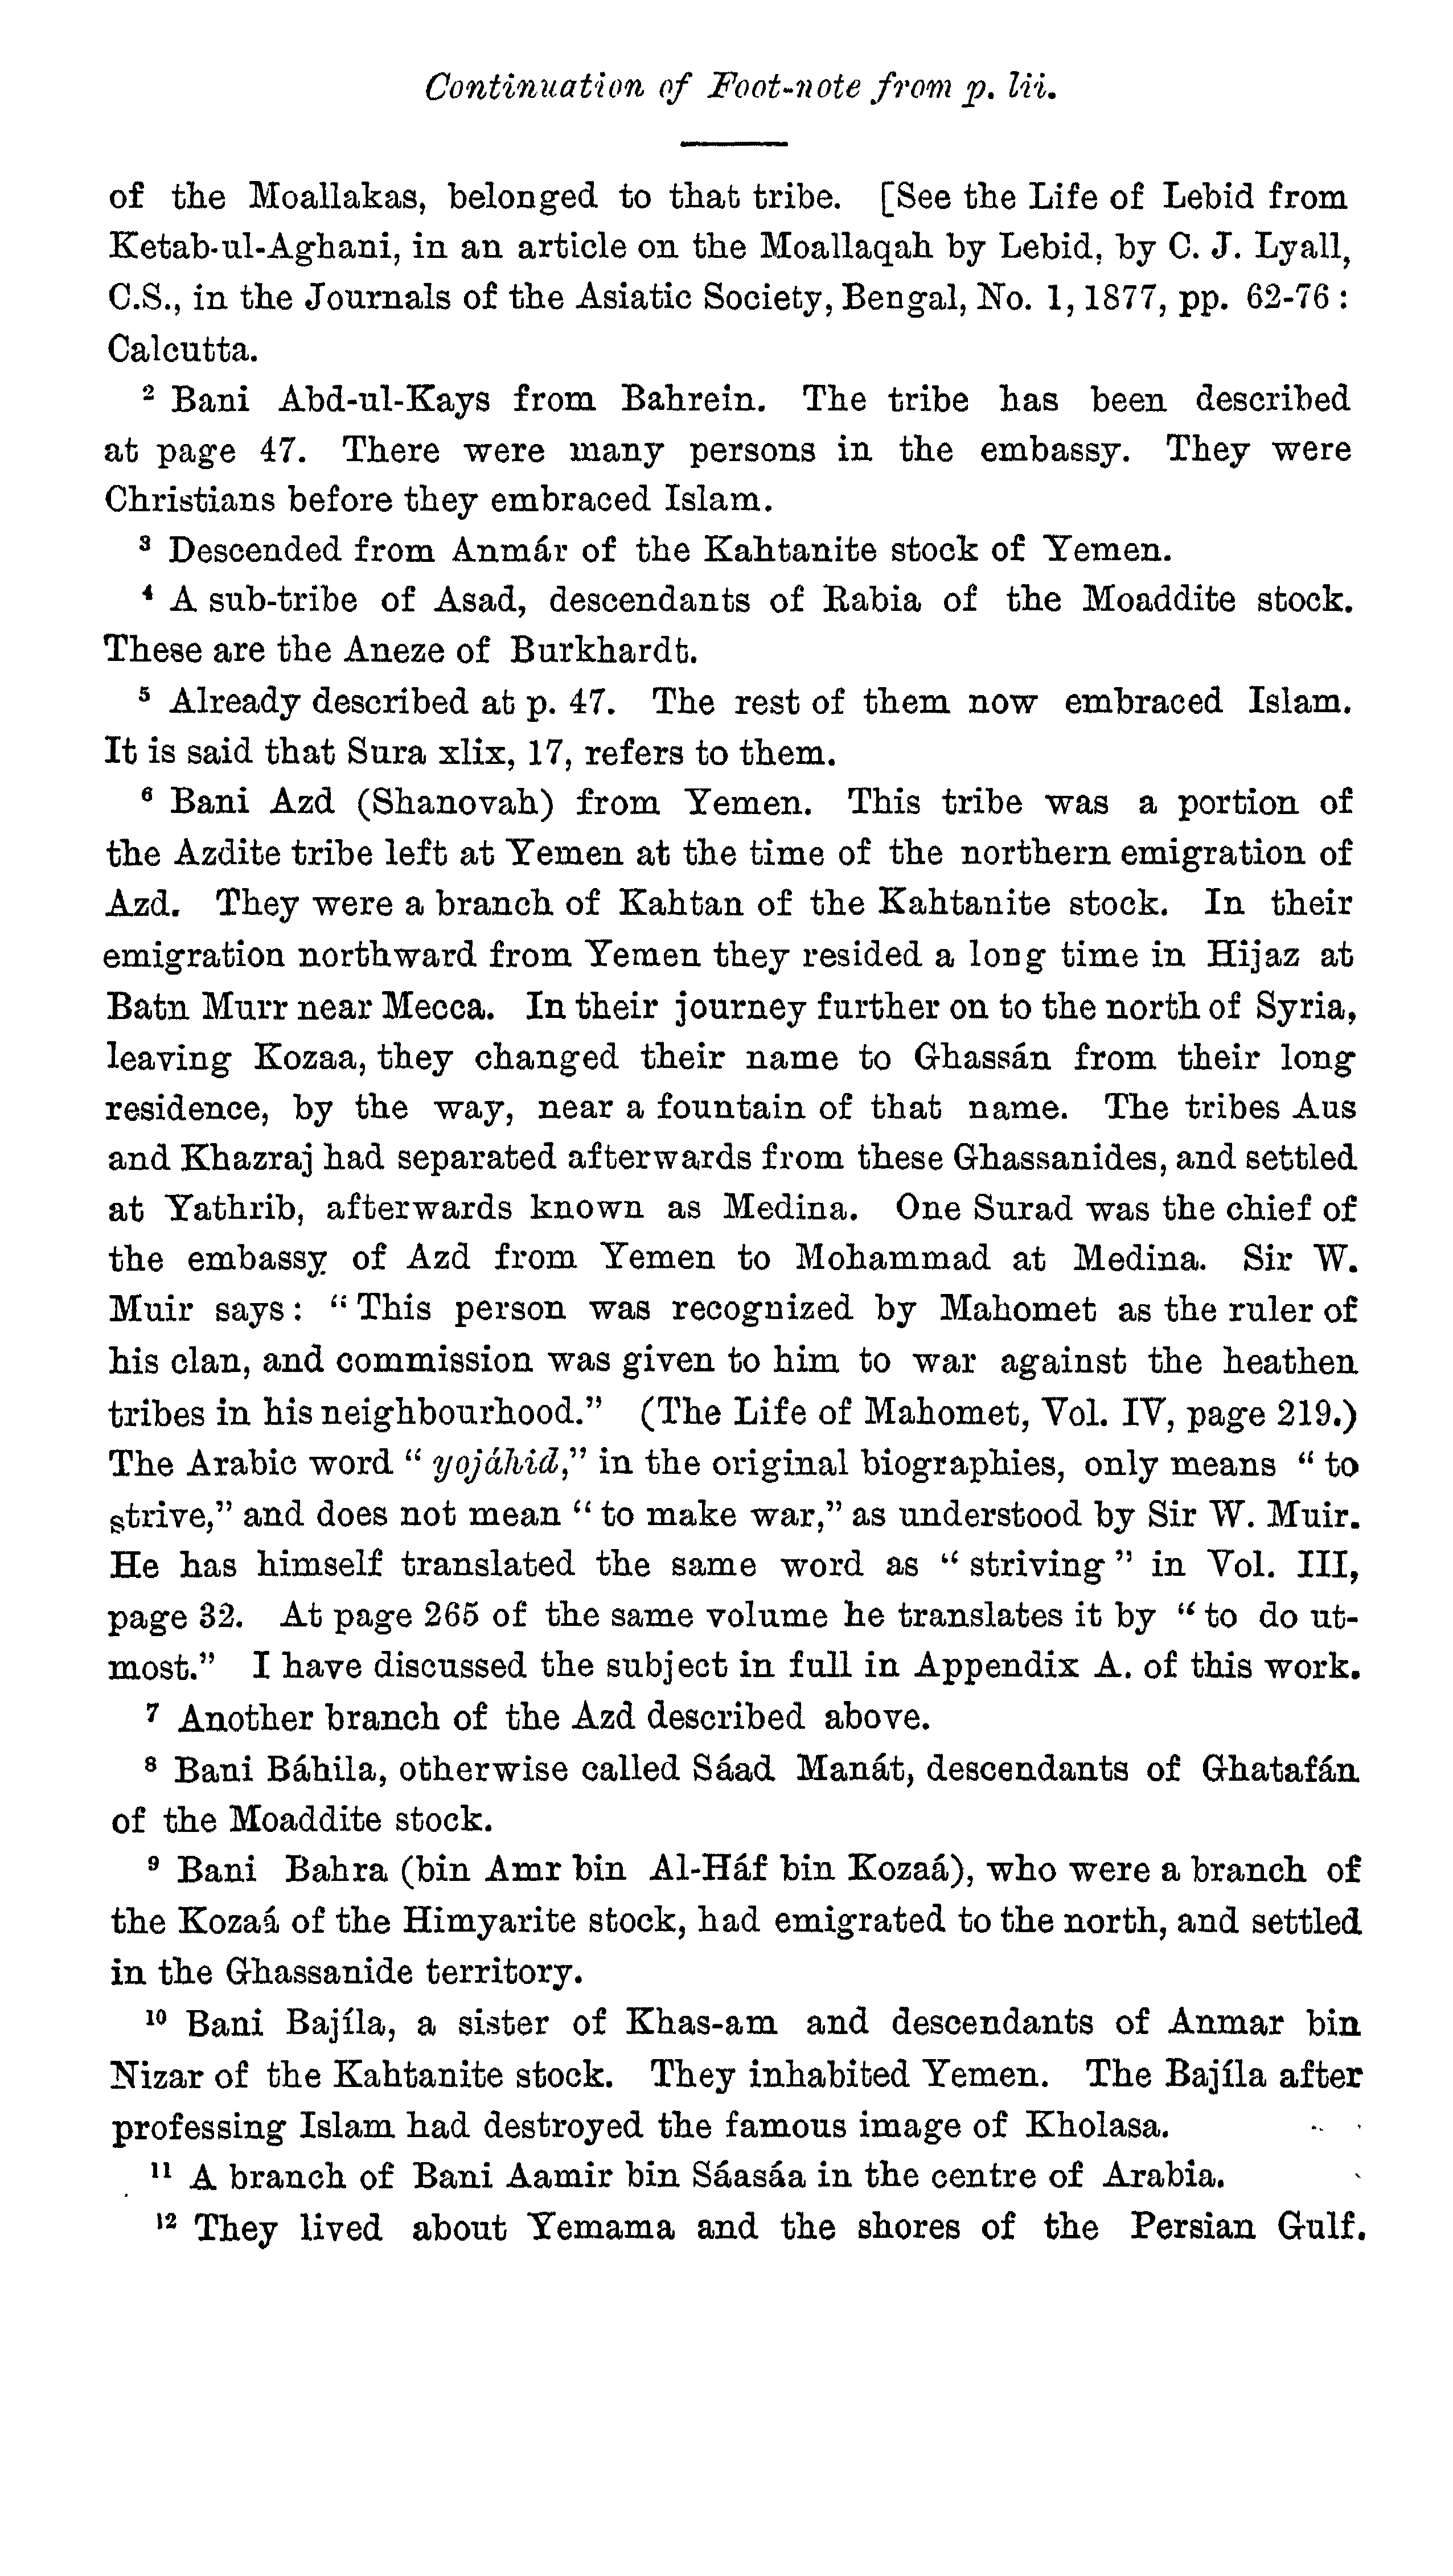 Continuation of Foot-note from p. lii.
of the Moallakas, belonged to that tribe. [See the Life of Lebid from
Ketab-ul-Aghani, in an article on the Moallaqah by Lebid, by C. J. Lyall,
C.S., in the Journals of the Asiatic Society, Bengal, No. 1, 1877, pp. 62-76:
Calcutta.
² Bani Abd-ul-Kays from Bahrein. The tribe has been described
at page 47. There were many persons in the embassy. They were
Christians before they embraced Islam.
³ Descended from Anmár of the Kahtanite stock of Yemen.
⁴ A sub-tribe of Asad, descendants of Rabia of the Moaddite stock.
These are the Aneze of Burkhardt.
⁵ Already described at p. 47. The rest of them now embraced Islam.
It is said that Sura xlix, 17, refers to them.
⁶ Bani Azd (Shanovah) from Yemen. This tribe was a portion of
the Azdite tribe left at Yemen at the time of the northern emigration of
Azd. They were a branch of Kahtan of the Kahtanite stock. In their
emigration northward from Yemen they resided a long time in Hijaz at
Batn Murr near Mecca. In their journey further on to the north of Syria,
leaving Kozaa, they changed their name to Ghassán from their long
residence, by the way, near a fountain of that name. The tribes Aus
and Khazraj had separated afterwards from these Ghassanides, and settled
at Yathrib, afterwards known as Medina. One Surad was the chief of
the embassy of Azd from Yemen to Mohammad at Medina. Sir W.
Muir says: "This person was recognized by Mahomet as the ruler of
his clan, and commission was given to him to war against the heathen
tribes in his neighbourhood." (The Life of Mahomet, Vol. IV, page 219.)
The Arabic word "yojáhid," in the original biographies, only means "to
strive," and does not mean "to make war," as understood by Sir W. Muir.
He has himself translated the same word as "striving" in Vol. III,
page 32. At page 265 of the same volume he translates it by "to do ut-
most." I have discussed the subject in full in Appendix A. of this work.
⁷ Another branch of the Azd described above.
⁸ Bani Báhila, otherwise called Sáad Manát, descendants of Ghatafán
of the Moaddite stock.
⁹ Bani Bahra (bin Amr bin Al-Háf bin Kozaá), who were a branch of
the Kozaá of the Himyarite stock, had emigrated to the north, and settled
in the Ghassanide territory.
¹⁰ Bani Bajíla, a sister of Khas-am and descendants of Anmar bin
Nizar of the Kahtanite stock. They inhabited Yemen. The Bajíla after
professing Islam had destroyed the famous image of Kholasa.
¹¹ A branch of Bani Aamir bin Sáasáa in the centre of Arabia.
¹² They lived about Yemama and the shores of the Persian Gulf.